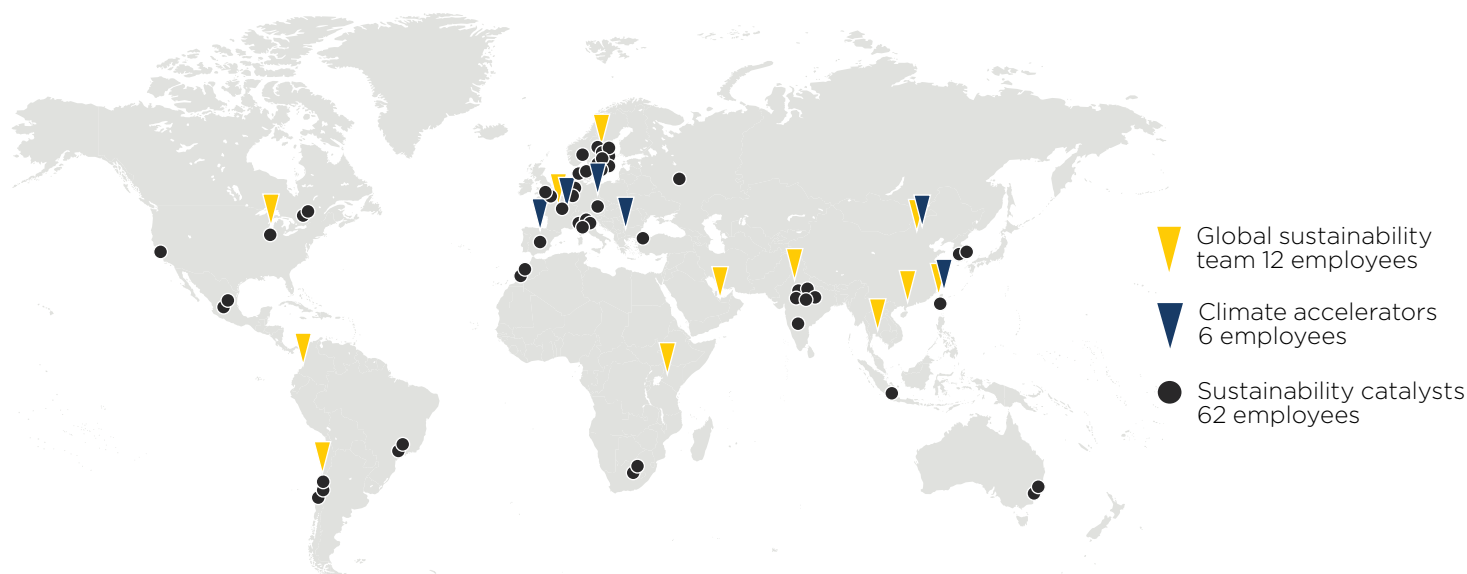 Global sustainability
team 12 employees
Climate accelerators
6 employees
Sustainability catalysts
62 employees